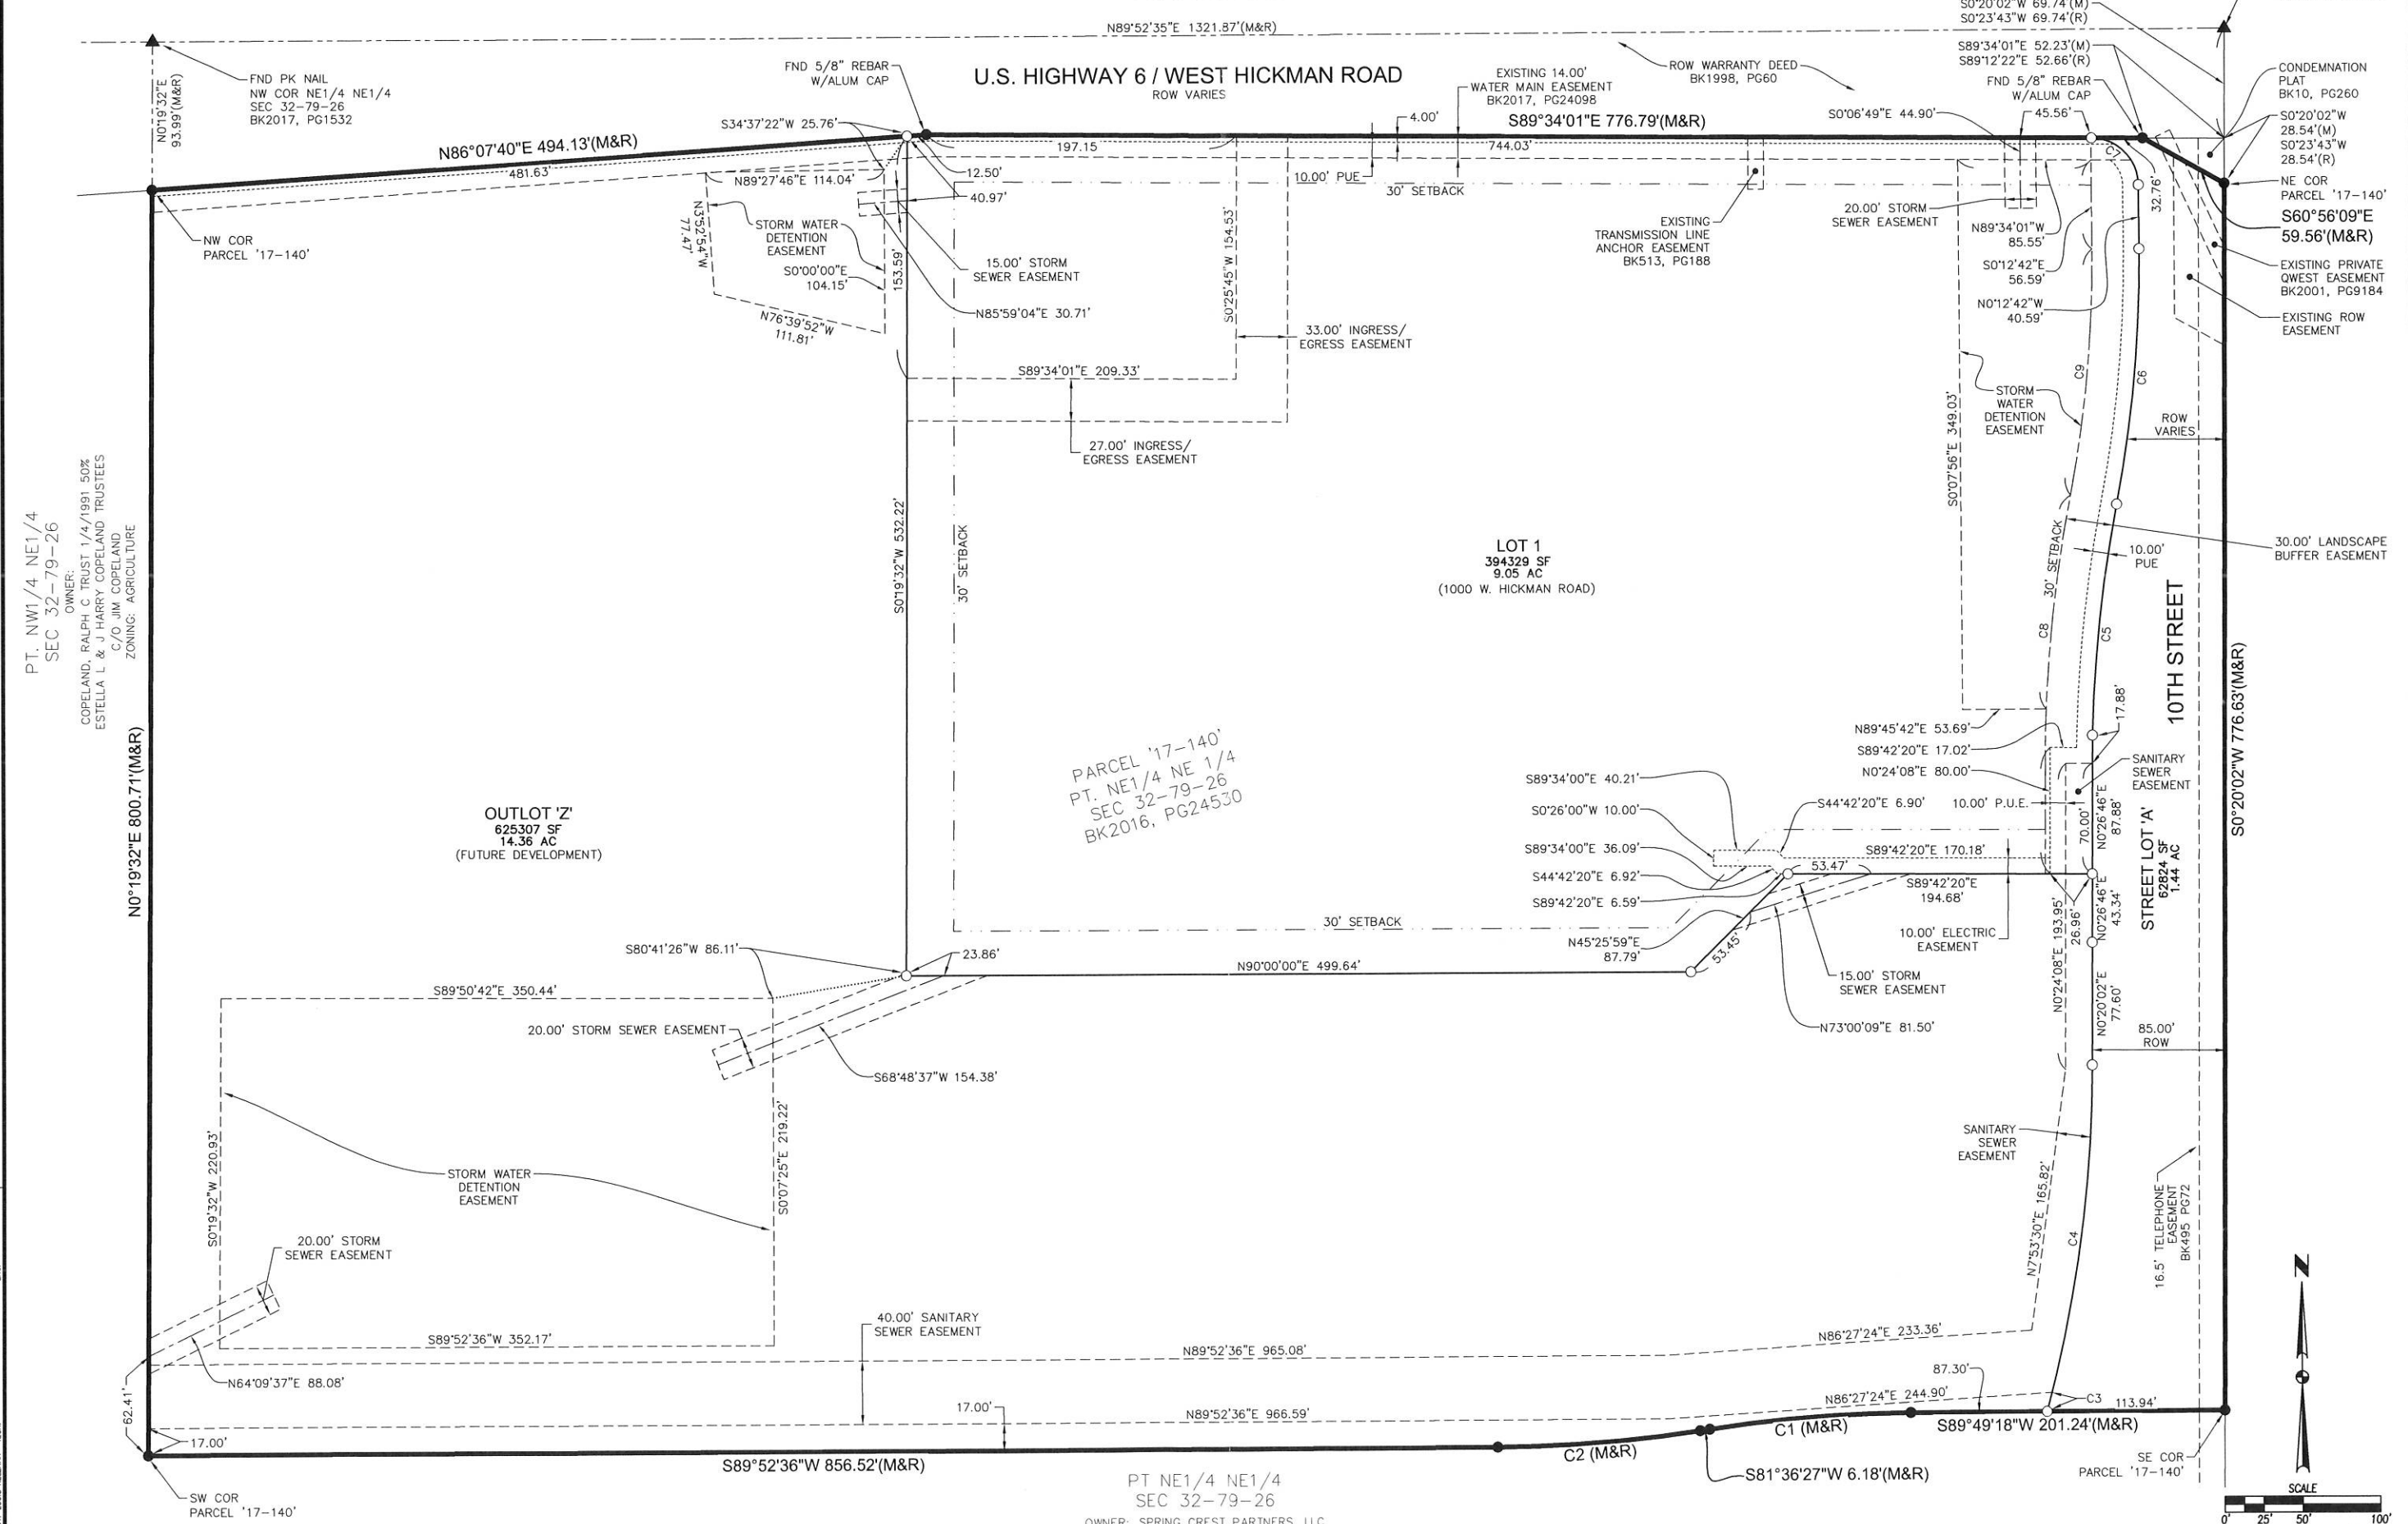 N89°52'35"E 1321.87'(M&R)
S0°20'02"W 69.74'(M)
S0°23'43"W 69.74'(R)
N0°19'32"E
93.99'(M&R)
FND PK NAIL
NW COR NE1/4 NE1/4
SEC 32-79-26
BK2017, PG1532
FND 5/8" REBAR
W/ALUM CAP
U.S. HIGHWAY 6 / WEST HICKMAN ROAD
ROW VARIES
EXISTING 14.00'
WATER MAIN EASEMENT
BK2017, PG24098
ROW WARRANTY DEED
BK1998, PG60
S89°34'01"E 52.23'(M)
S89°12'22"E 52.66'(R)
FND 5/8" REBAR
W/ALUM CAP
CONDEMNATION
PLAT
BK10, PG260
S0°20'02"W
28.54'(M)
S0°23'43"W
28.54'(R)
NE COR
PARCEL '17-140'
S60°56'09"E
59.56'(M&R)
EXISTING PRIVATE
QWEST EASEMENT
BK2001, PG9184
EXISTING ROW
EASEMENT
N86°07'40"E 494.13'(M&R)
481.63'
S34°37'22"W 25.76'
4.00'
S89°34'01"E 776.79'(M&R)
S0°06'49"E 44.90'
45.56'
C7
32.76'
197.15
744.03'
12.50'
40.97'
10.00' PUE
30' SETBACK
NW COR
PARCEL '17-140'
N89°27'46"E 114.04'
N3°52'54"W
77.47'
STORM WATER
DETENTION
EASEMENT
S0°00'00"E
104.15'
N76°39'52"W
111.81'
153.59'
15.00' STORM
SEWER EASEMENT
N85°59'04"E 30.71'
S0°25'45"W 154.53'
33.00' INGRESS/
EGRESS EASEMENT
S89°34'01"E 209.33'
27.00' INGRESS/
EGRESS EASEMENT
EXISTING
TRANSMISSION LINE
ANCHOR EASEMENT
BK513, PG188
20.00' STORM
SEWER EASEMENT
N89°34'01"W
85.55'
S0°12'42"E
56.59'
N0°12'42"W
40.59'
C9
C6
STORM
WATER
DETENTION
EASEMENT
ROW
VARIES
S0°07'56"E 349.03'
30' SETBACK
C8
C5
10.00'
PUE
30.00' LANDSCAPE
BUFFER EASEMENT
10TH STREET
S0°20'02"W 776.63'(M&R)
PT. NW1/4 NE1/4
SEC 32-79-26
OWNER:
COPELAND, RALPH C TRUST 1/4/1991 50%
ESTELLA L & J HARRY COPELAND TRUSTEES
C/O JIM COPELAND
ZONING: AGRICULTURE
N0°19'32"E 800.71'(M&R)
S0°19'32"W 532.22'
30' SETBACK
LOT 1
394329 SF
9.05 AC
(1000 W. HICKMAN ROAD)
PARCEL '17-140'
PT. NE1/4 NE 1/4
SEC 32-79-26
BK2016, PG24530
OUTLOT 'Z'
625307 SF
14.36 AC
(FUTURE DEVELOPMENT)
N89°45'42"E 53.69'
S89°42'20"E 17.02'
N0°24'08"E 80.00'
17.88'
SANITARY
SEWER
EASEMENT
S89°34'00"E 40.21'
S0°26'00"W 10.00'
S44°42'20"E 6.90'
10.00' P.U.E.
70.00'
N0°26'46"E
87.88'
STREET LOT 'A'
62824 SF
1.44 AC
S89°34'00"E 36.09'
S44°42'20"E 6.92'
S89°42'20"E 6.59'
S89°42'20"E 170.18'
53.47'
S89°42'20"E
194.68'
N0°26'46"E
43.34'
26.96'
30' SETBACK
N45°25'59"E
87.79'
53.45'
10.00' ELECTRIC
EASEMENT
15.00' STORM
SEWER EASEMENT
N73°00'09"E 81.50'
N0°24'08"E 193.95'
N0°20'02"E
77.60'
85.00'
ROW
S80°41'26"W 86.11'
23.86'
N90°00'00"E 499.64'
S89°50'42"E 350.44'
20.00' STORM SEWER EASEMENT
S68°48'37"W 154.38'
S0°19'32"W 220.93'
STORM WATER
DETENTION
EASEMENT
S0°07'25"E 219.22'
20.00' STORM
SEWER EASEMENT
S89°52'36"W 352.17'
N64°09'37"E 88.08'
62.41'
17.00'
40.00' SANITARY
SEWER EASEMENT
SANITARY
SEWER
EASEMENT
N7°53'30"E 165.82'
C4
16.5' TELEPHONE
EASEMENT
BK495 PG72
N89°52'36"E 965.08'
N86°27'24"E 233.36'
87.30'
17.00'
N89°52'36"E 966.59'
N86°27'24"E 244.90'
C3
113.94'
S89°52'36"W 856.52'(M&R)
C2 (M&R)
C1 (M&R)
S89°49'18"W 201.24'(M&R)
S81°36'27"W 6.18'(M&R)
SE COR
PARCEL '17-140'
SW COR
PARCEL '17-140'
PT NE1/4 NE1/4
SEC 32-79-26
OWNER: SPRING CREST PARTNERS, LLC
N
SCALE
0' 25' 50' 100'